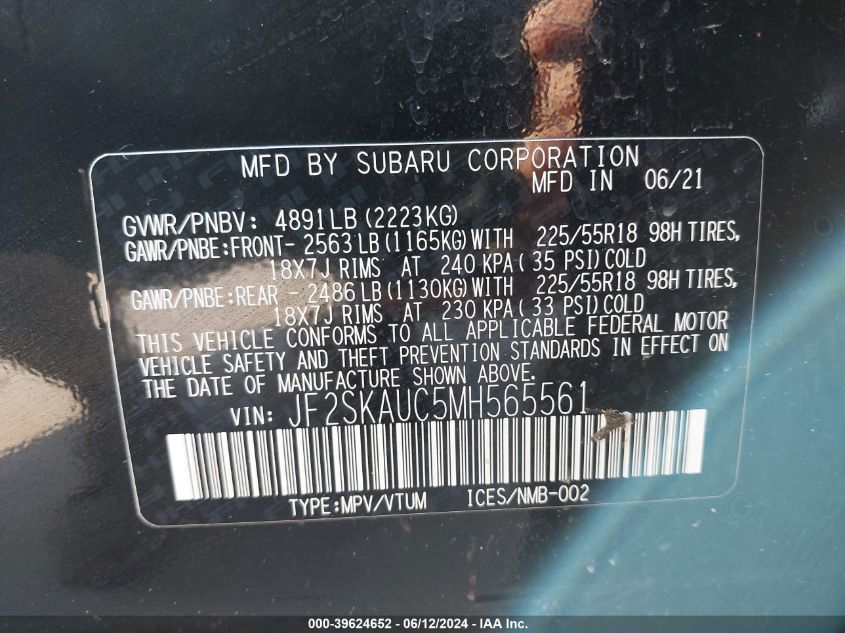 MFD BY SUBARU CORPORATION
MFD IN 06/21
GVWR/PNBV: 4891LB (2223KG)
GAWR/PNBE:FRONT- 2563LB (1165KG) WITH 225/55R18 98H TIRES,
18X7J RIMS AT 240 KPA ( 35 PSI) COLD
GAWR/PNBE:REAR - 2486LB (1130KG) WITH 225/55R18 98H TIRES,
18X7J RIMS AT 230 KPA ( 33 PSI) COLD
THIS VEHICLE CONFORMS TO ALL APPLICABLE FEDERAL MOTOR
VEHICLE SAFETY AND THEFT PREVENTION STANDARDS IN EFFECT ON
THE DATE OF MANUFACTURE SHOWN ABOVE.
VIN: JF2SKAUC5MH565561
TYPE:MPV/VTUM ICES/NMB-002
000-39624652 - 06/12/2024 - IAA Inc.